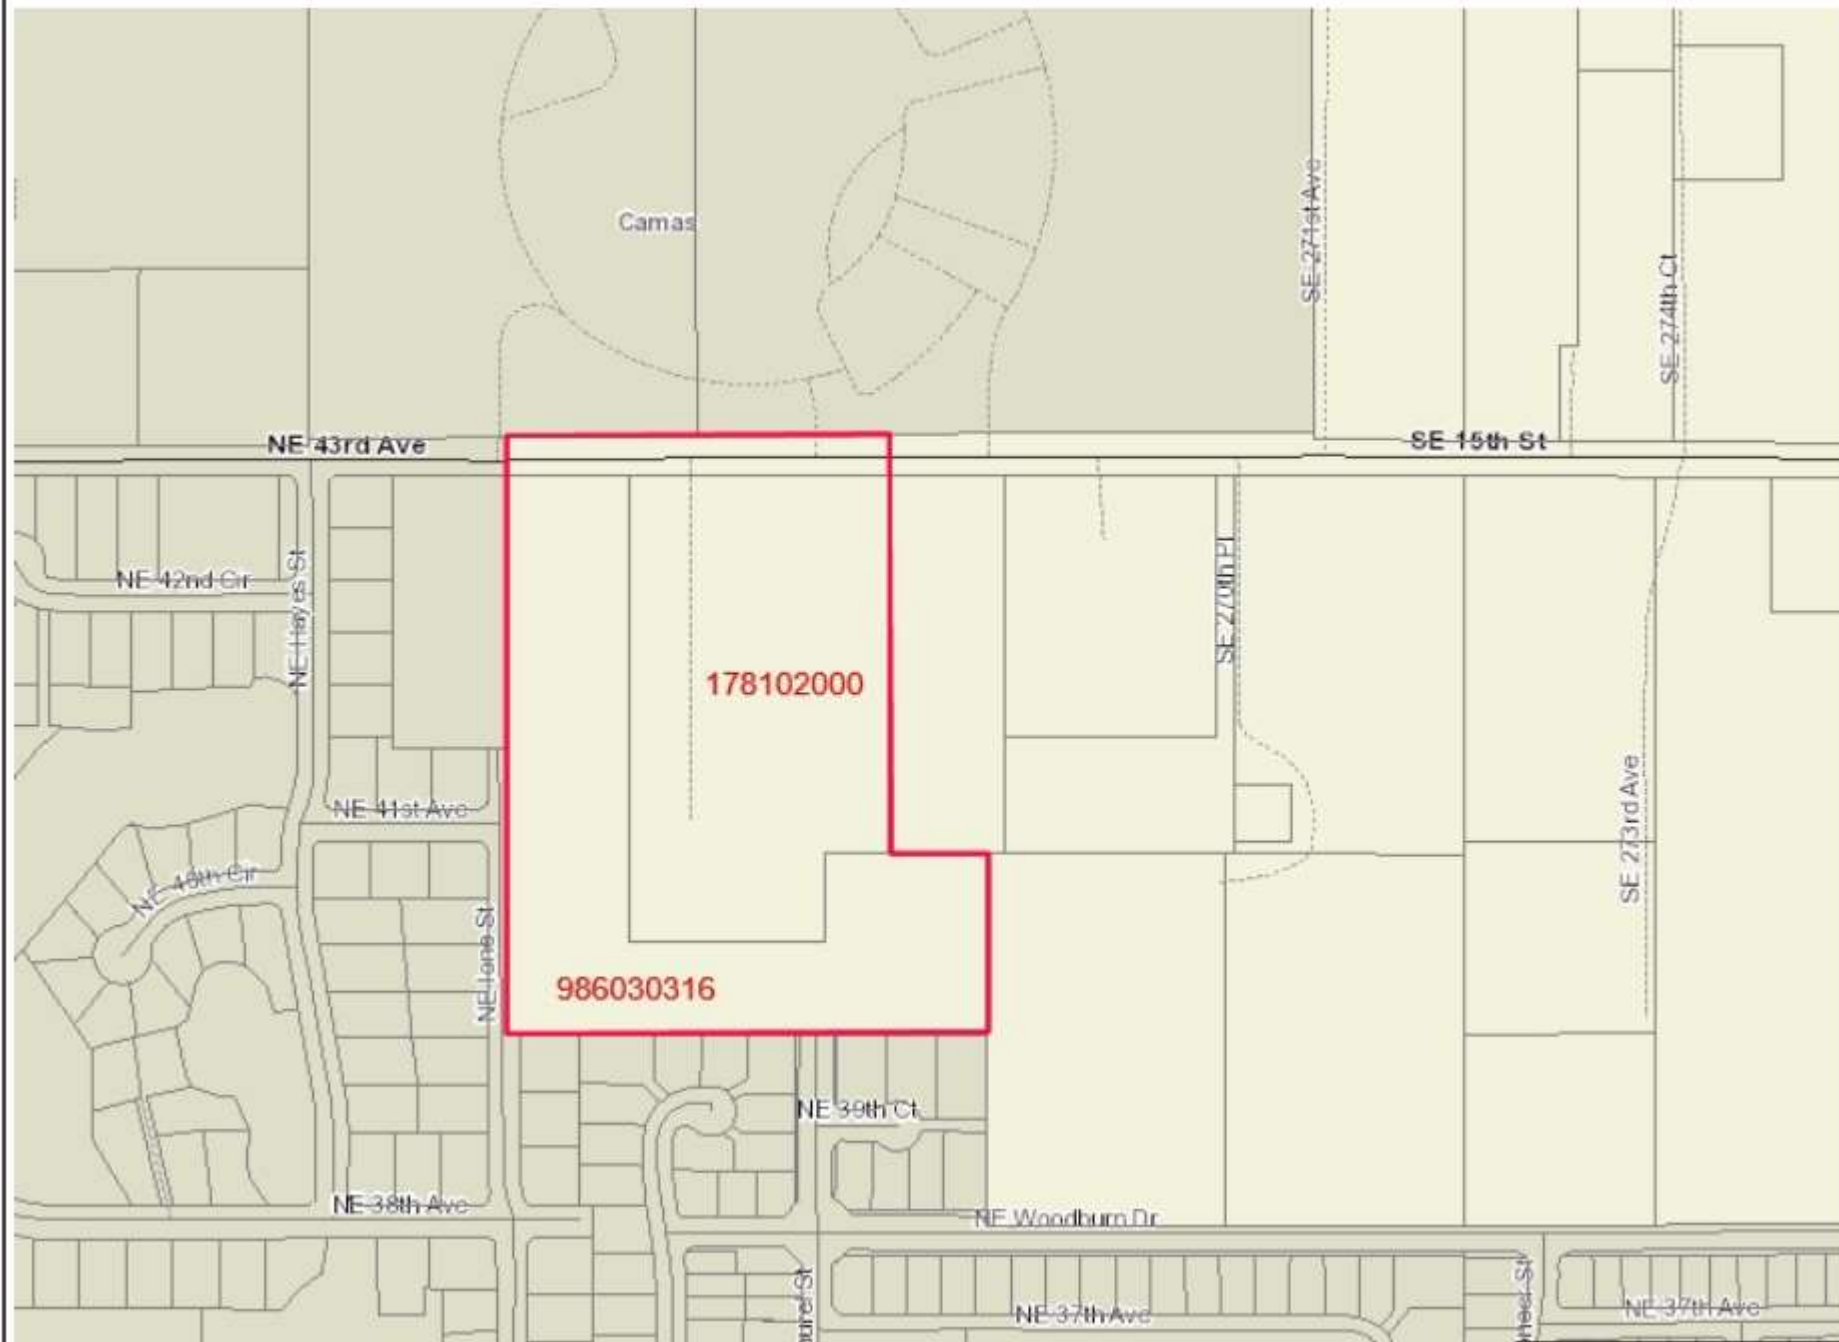 Camas
SE 271st Ave
SE 274th Ct
NE 43rd Ave
SE 15th St
NE 42nd Cir
NE Hayes St
SE 270th Pl
178102000
NE 41st Ave
SE 273rd Ave
NE Ione St
986030316
NE 39th Ct
NE 38th Ave
NE Woodburn Dr
NE 37th Ave
NE 37th Ave